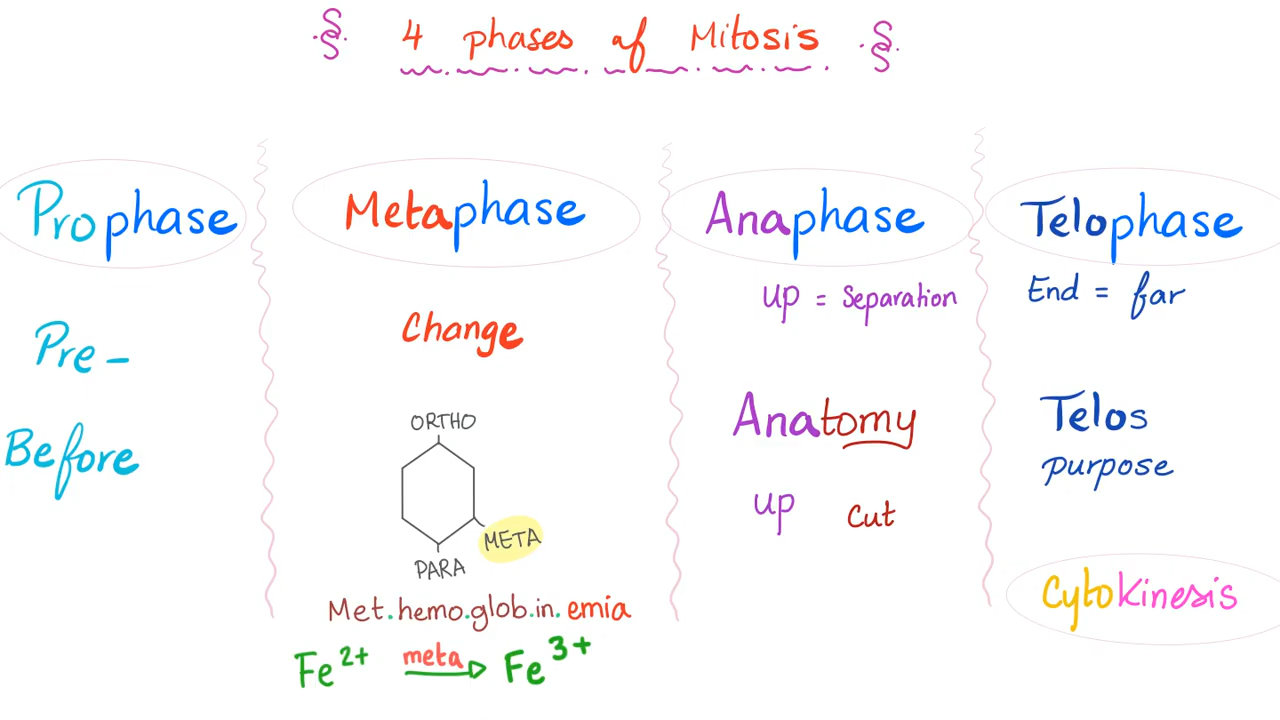 4 phases of Mitosis
Prophase
Pre-
Before
Metaphase
Change
ORTHO
META
PARA
Met.hemo.glob.in.emia
Fe2+ meta Fe3+
Anaphase
up = Separation
Anatomy
up cut
Telophase
End = far
Telos
purpose
Cytokinesis